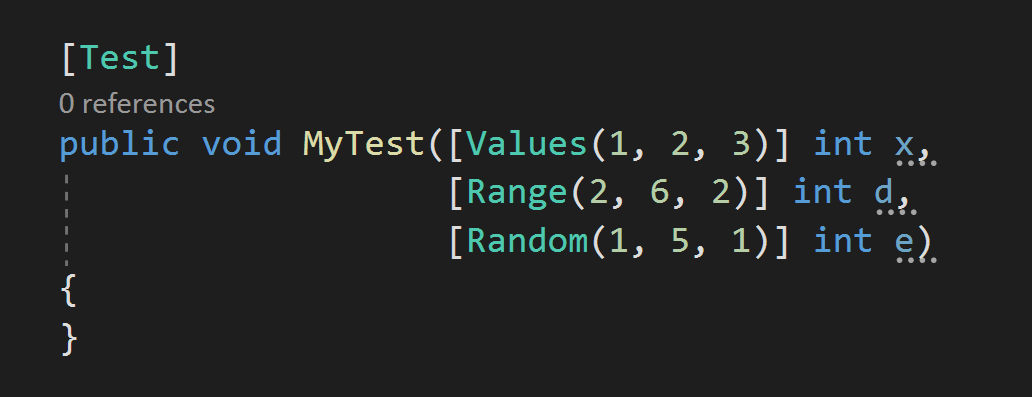 [Test]
0 references
public void MyTest([Values(1, 2, 3)] int x,
[Range(2, 6, 2)] int d,
[Random(1, 5, 1)] int e)
{
}